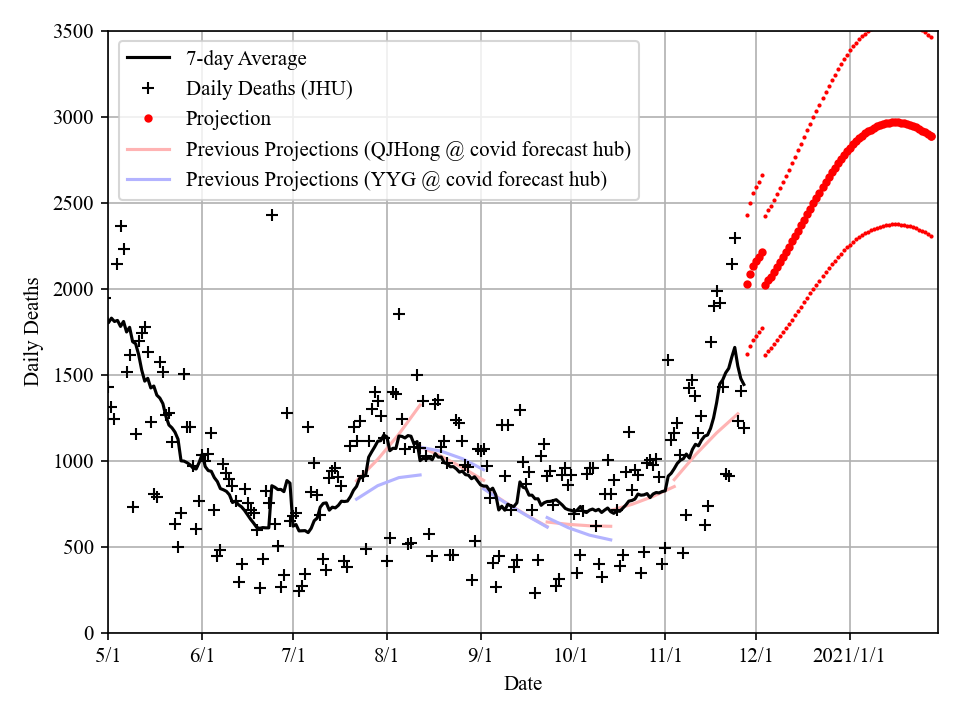 3500
3000
2500
2000
1500
1000
500
0
Daily Deaths
7-day Average
Daily Deaths (JHU)
Projection
Previous Projections (QJHong @ covid forecast hub)
Previous Projections (YYG @ covid forecast hub)
5/1 6/1 7/1 8/1 9/1 10/1 11/1 12/1 2021/1/1
Date